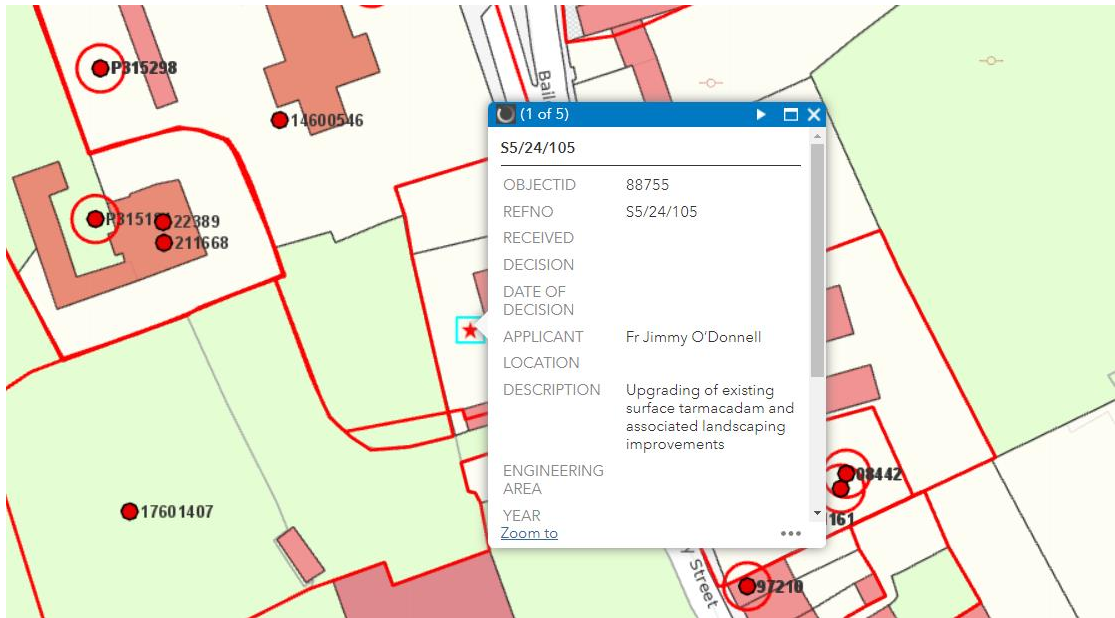 P315298
14600546
Bail
P3151
22389
211668
(1 of 5)
S5/24/105
OBJECTID 88755
REFNO S5/24/105
RECEIVED
DECISION
DATE OF
DECISION
APPLICANT Fr Jimmy O'Donnell
LOCATION
DESCRIPTION Upgrading of existing
surface tarmacadam and
associated landscaping
improvements
ENGINEERING
AREA
YEAR
Zoom to
17601407
08442
161
y Street
97210